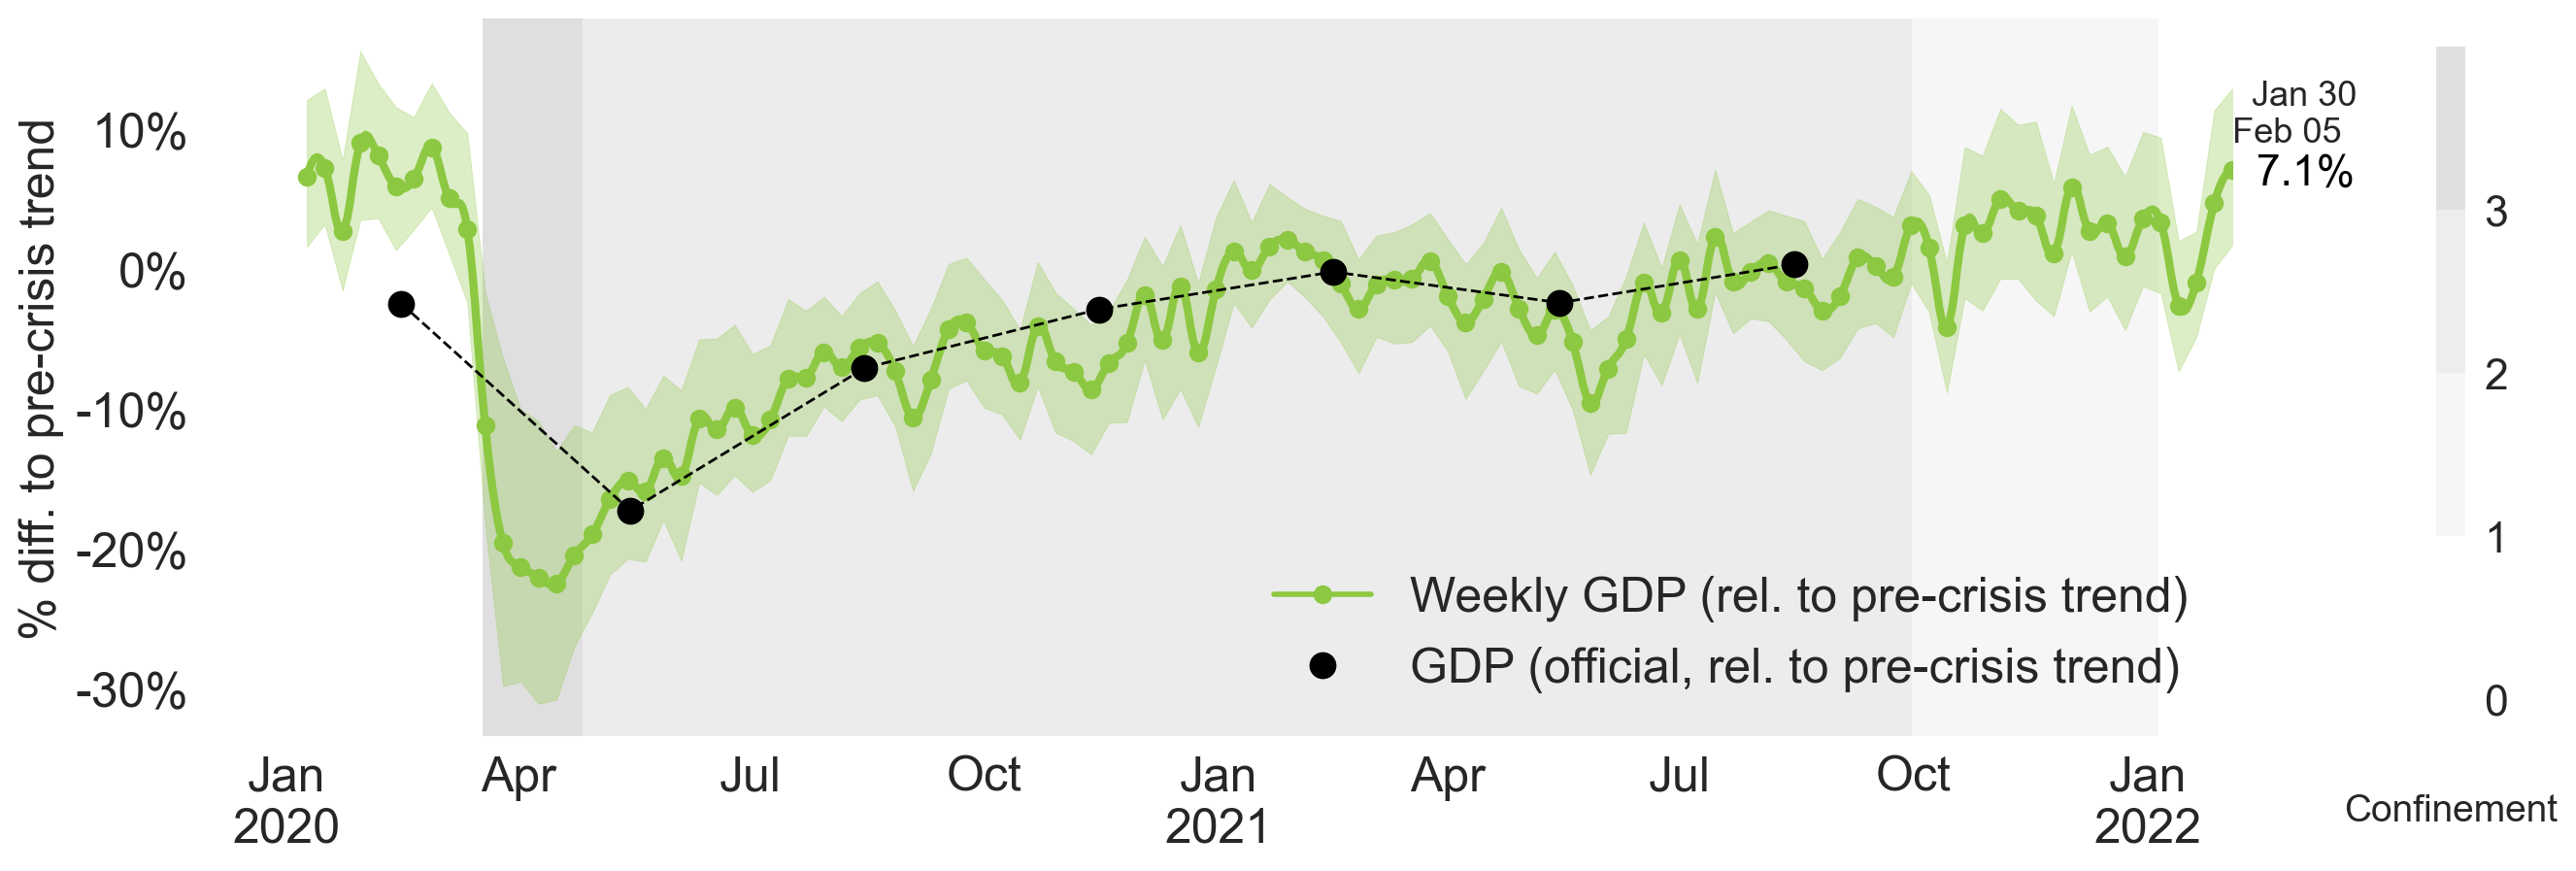 % diff. to pre-crisis trend
10%
0%
-10%
-20%
-30%
Jan 30
Feb 05
7.1%
3
2
1
0
Weekly GDP (rel. to pre-crisis trend)
GDP (official, rel. to pre-crisis trend)
Jan Apr Jul Oct Jan Apr Jul Oct Jan
2020 2021 2022
Confinement